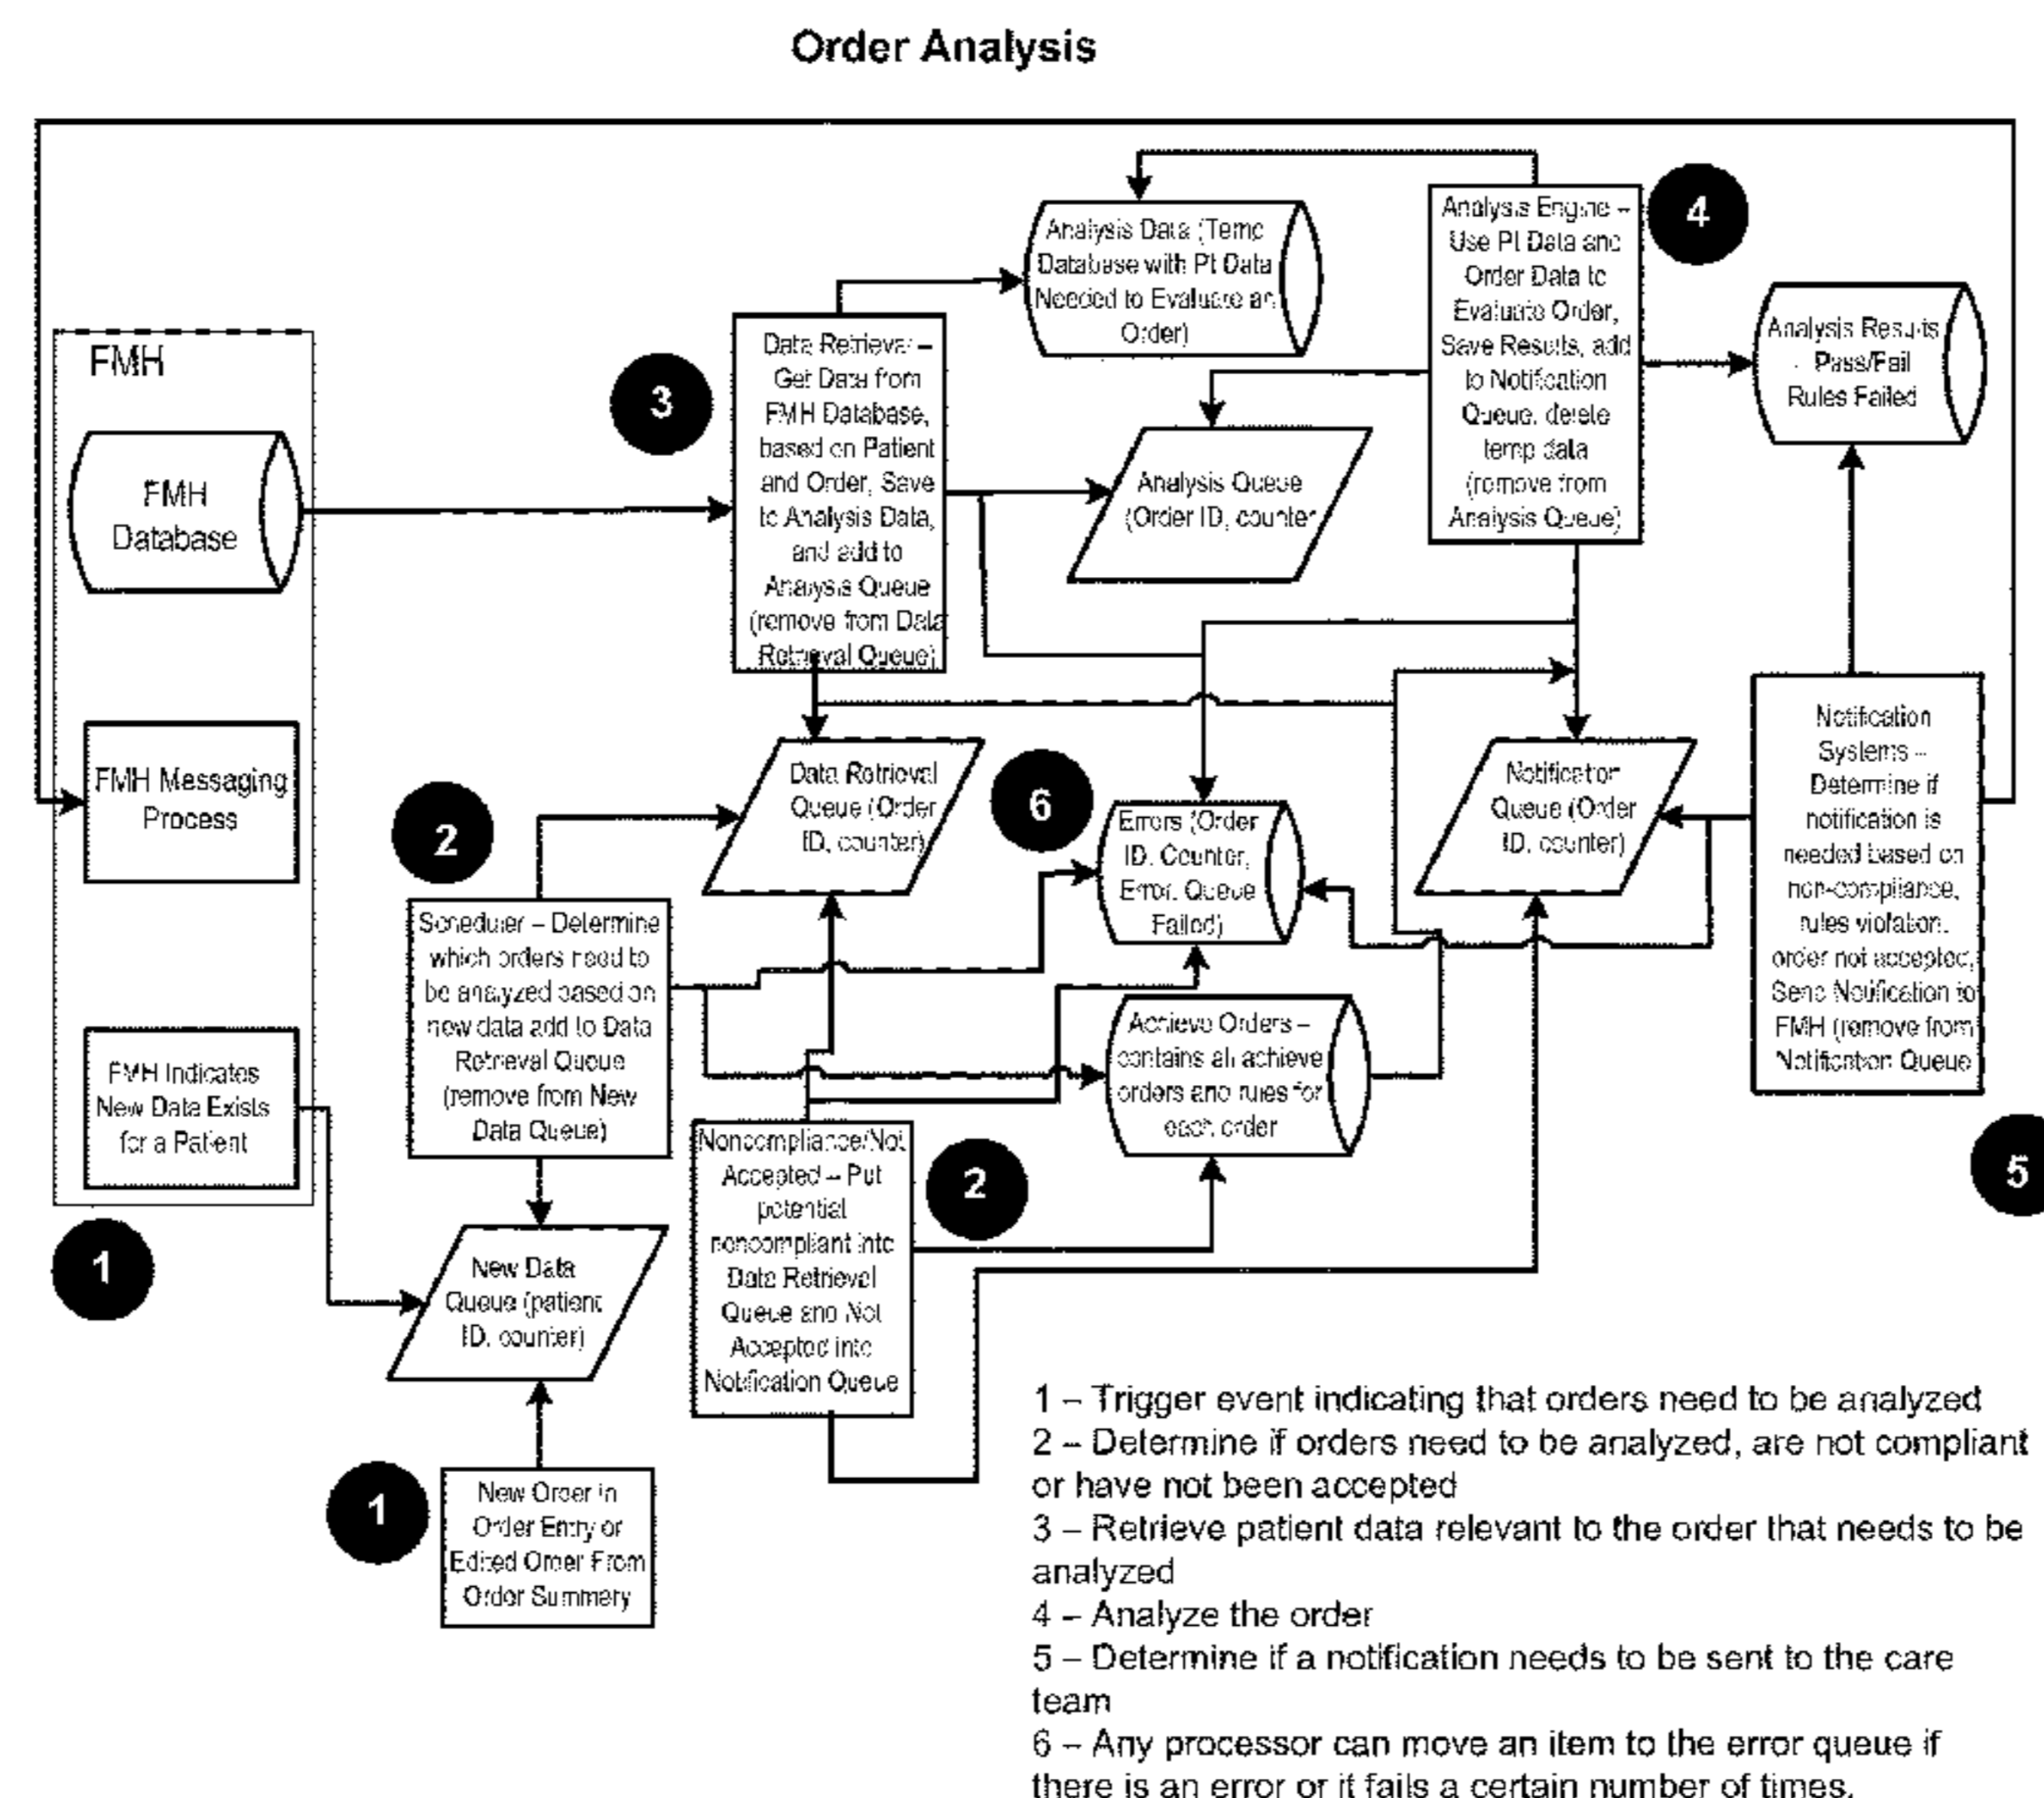 Order Analysis
4
Analysis Engine –
Use Pt Data and
Order Data to
Evaluate Order,
Save Results, add
to Notification
Queue, delete
temp data
(remove from
Analysis Queue)
Analysis Data (Temp
Database with Pt Data
Needed to Evaluate an
Order)
Analysis Results
- Pass/Fail
Rules Failed
FMH
FMH
Database
3
Data Retrieval –
Get Data from
FMH Database,
based on Patient
and Order, Save
to Analysis Data,
and add to
Analysis Queue
(remove from Data
Retrieval Queue)
Analysis Queue
(Order ID, counter
FMH Messaging
Process
2
Data Retrieval
Queue (Order
ID, counter)
6
Errors (Order
ID, Counter,
Error, Queue
Failed)
Notification
Queue (Order
ID, counter)
Notification
Systems –
Determine if
notification is
needed based on
non-compliance,
rules violation,
order not accepted,
Send Notification to
FMH (remove from
Notification Queue
5
Scheduler – Determine
which orders need to
be analyzed based on
new data add to Data
Retrieval Queue
(remove from New
Data Queue)
Achieve Orders –
contains all achieve
orders and rules for
each order
FMH Indicates
New Data Exists
for a Patient
1
Noncompliance/Not
Accepted – Put
potential
noncompliant into
Data Retrieval
Queue and Not
Accepted into
Notification Queue
2
New Data
Queue (patient
ID, counter)
1
New Order in
Order Entry or
Edited Order From
Order Summary
1 – Trigger event indicating that orders need to be analyzed
2 – Determine if orders need to be analyzed, are not compliant
or have not been accepted
3 – Retrieve patient data relevant to the order that needs to be
analyzed
4 – Analyze the order
5 – Determine if a notification needs to be sent to the care
team
6 – Any processor can move an item to the error queue if
there is an error or it fails a certain number of times.